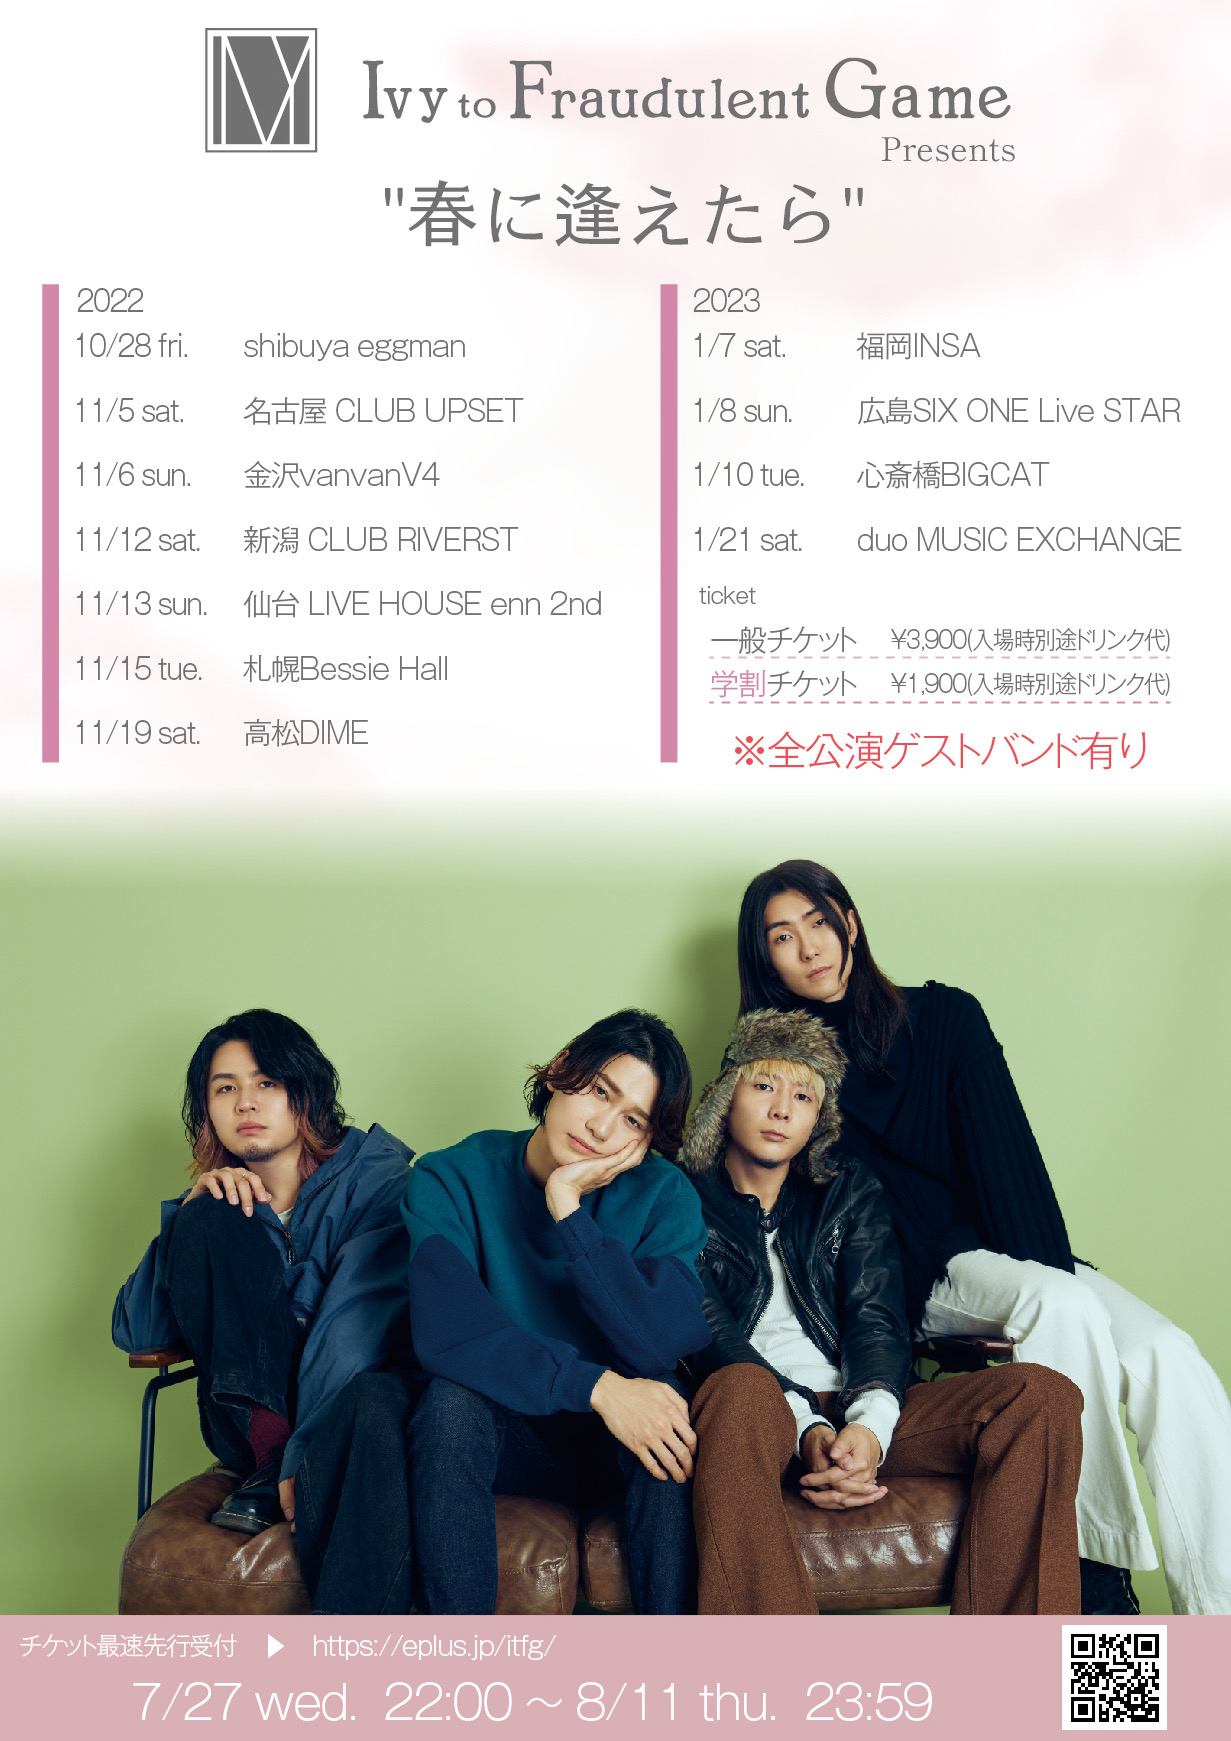 IVY
Ivy to Fraudulent Game
Presents
"春に逢えたら"
2022
10/28 fri. shibuya eggman
11/5 sat. 名古屋 CLUB UPSET
11/6 sun. 金沢vanvanV4
11/12 sat. 新潟 CLUB RIVERST
11/13 sun. 仙台 LIVE HOUSE enn 2nd
11/15 tue. 札幌Bessie Hall
11/19 sat. 高松DIME
2023
1/7 sat. 福岡INSA
1/8 sun. 広島SIX ONE Live STAR
1/10 tue. 心斎橋BIGCAT
1/21 sat. duo MUSIC EXCHANGE
ticket
一般チケット ¥3,900(入場時別途ドリンク代)
学割チケット ¥1,900(入場時別途ドリンク代)
※全公演ゲストバンド有り
チケット最速先行受付 ▶ https://eplus.jp/itfg/
7/27 wed. 22:00～8/11 thu. 23:59